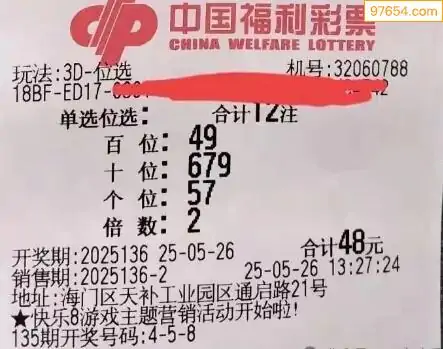 97654.com
中国福利彩票
CHINA WELFARE LOTTERY
玩法:3D-位选 机号:32060788
18BF-ED17-
单选位选: 合计12注
百 位: 49
十 位: 679
个 位: 57
倍 数: 2
开奖期:2025136 25-05-26 合计48元
销售期:2025136-2 25-05-26 13:27:24
地址:海门区天补工业园区通启路21号
★快乐8游戏主题营销活动开始啦!
135期开奖号码:4-5-8